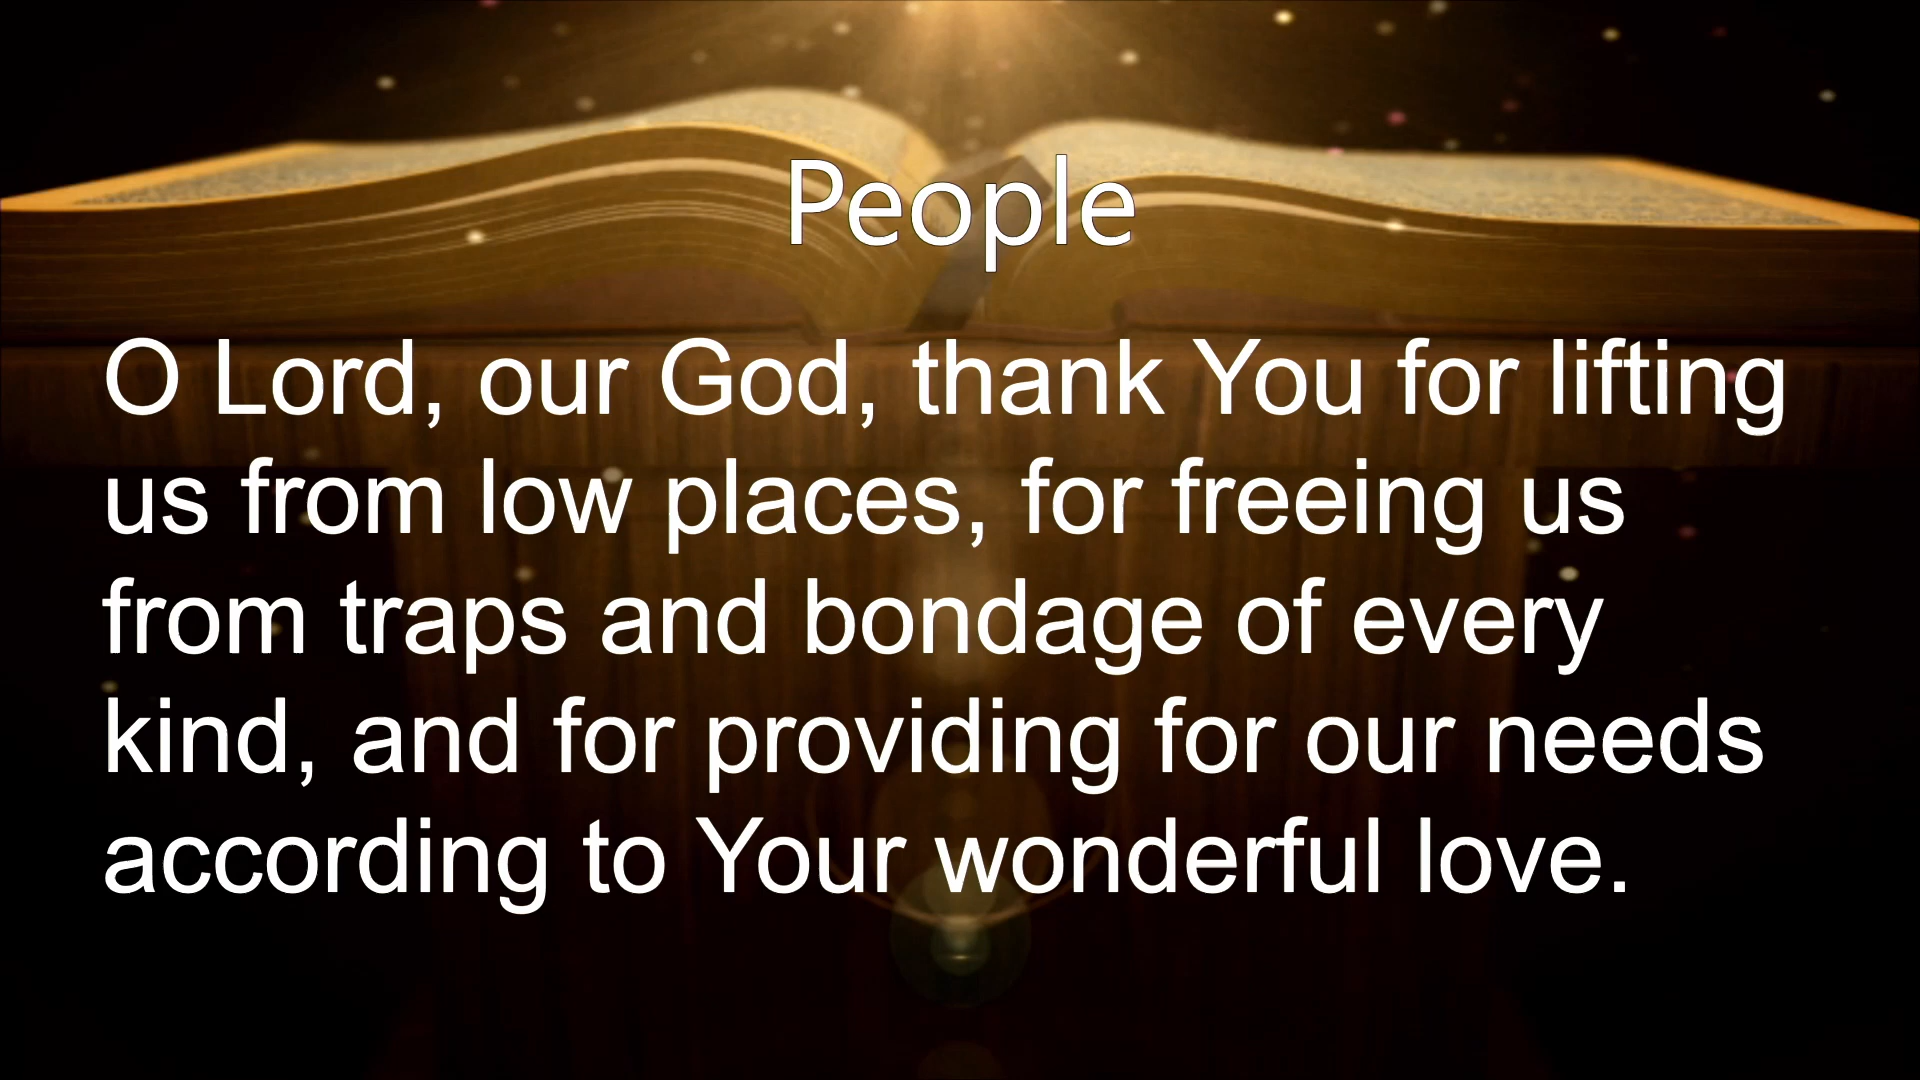 People
O Lord, our God, thank You for lifting
us from low places, for freeing us
from traps and bondage of every
kind, and for providing for our needs
according to Your wonderful love.